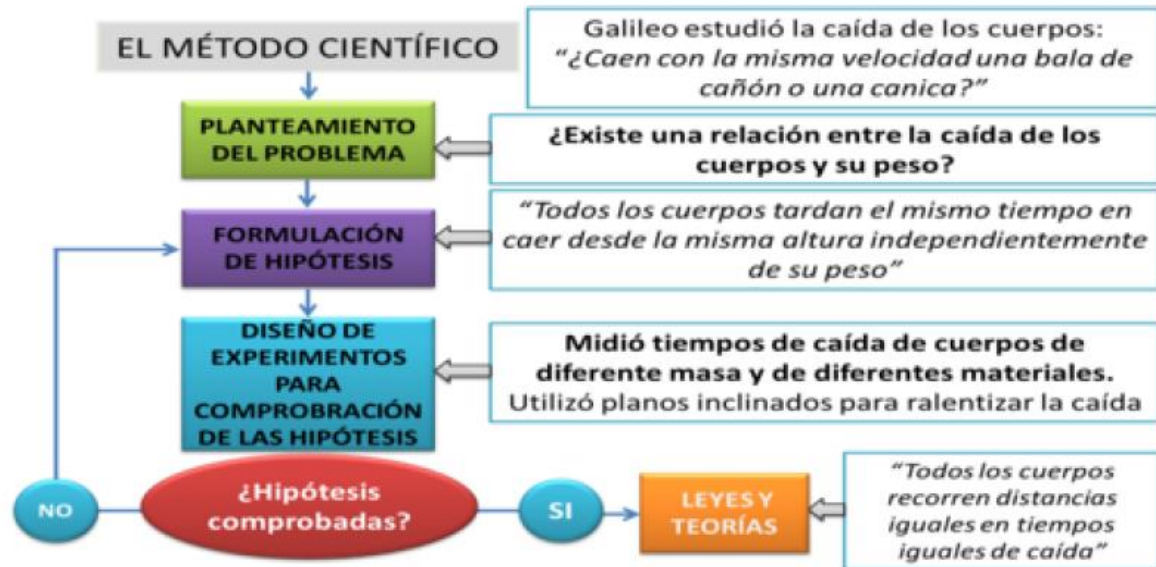 EL MÉTODO CIENTÍFICO
Galileo estudió la caída de los cuerpos:
“¿Caen con la misma velocidad una bala de
cañón o una canica?”
PLANTEAMIENTO
DEL PROBLEMA
¿Existe una relación entre la caída de los
cuerpos y su peso?
FORMULACIÓN
DE HIPÓTESIS
“Todos los cuerpos tardan el mismo tiempo en
caer desde la misma altura independientemente
de su peso”
DISEÑO DE
EXPERIMENTOS
PARA
COMPROBRACIÓN
DE LAS HIPÓTESIS
Midió tiempos de caída de cuerpos de
diferente masa y de diferentes materiales.
Utilizó planos inclinados para ralentizar la caída
NO
¿Hipótesis
comprobadas?
SI
LEYES Y
TEORÍAS
“Todos los cuerpos
recorren distancias
iguales en tiempos
iguales de caída”